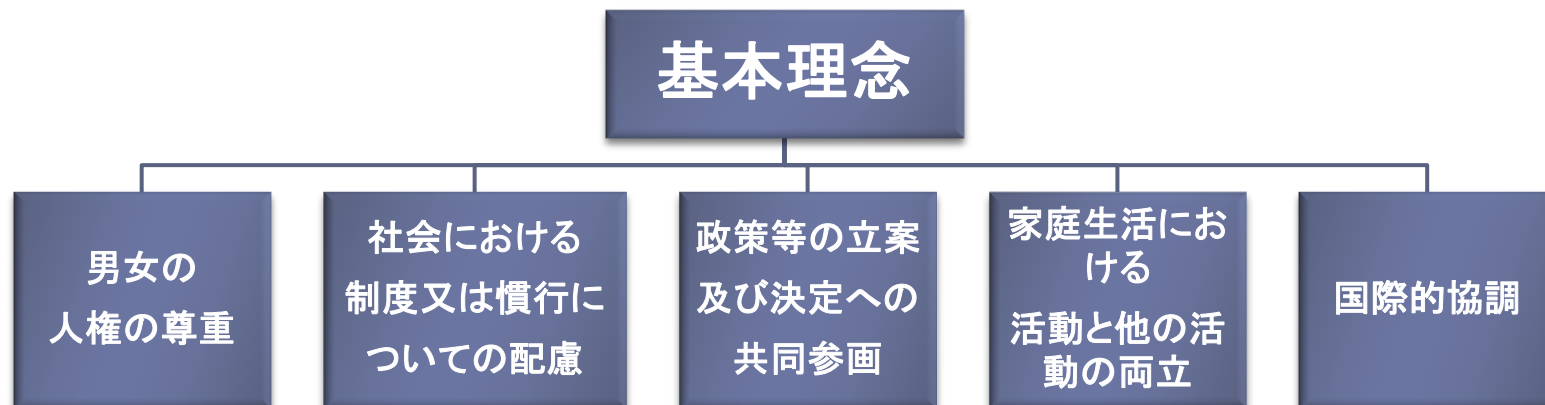 基本理念
男女の
人権の尊重
社会における
制度又は慣行に
ついての配慮
政策等の立案
及び決定への
共同参画
家庭生活にお
ける
活動と他の活
動の両立
国際的協調